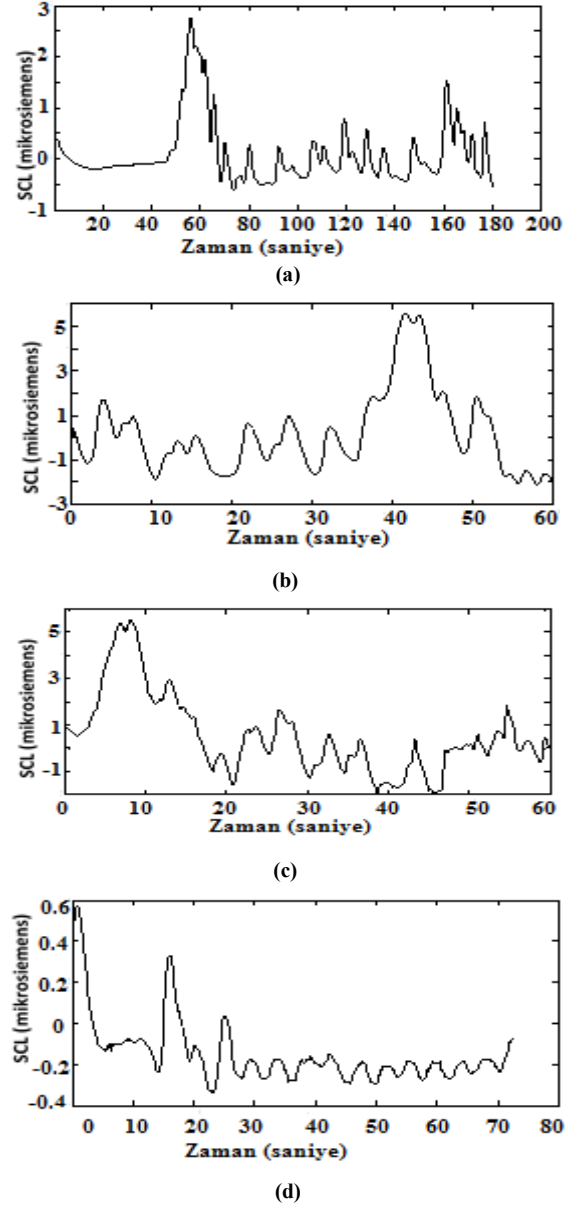 SCL (mikrosiemens)
3
2
1
0
-1
20 40 60 80 100 120 140 160 180 200
Zaman (saniye)
(a)
SCL (mikrosiemens)
5
3
1
-1
-3
0 10 20 30 40 50 60
Zaman (saniye)
(b)
SCL (mikrosiemens)
5
3
1
-1
0 10 20 30 40 50 60
Zaman (saniye)
(c)
SCL (mikrosiemens)
0.6
0.4
0.2
0
-0.2
-0.4
0 10 20 30 40 50 60 70 80
Zaman (saniye)
(d)